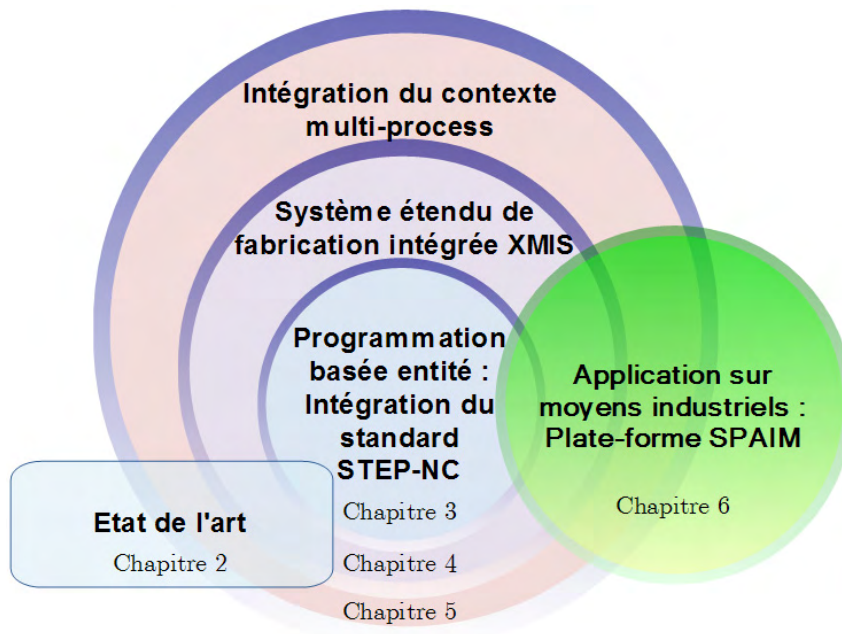 Intégration du contexte
multi-process
Système étendu de
fabrication intégrée XMIS
Programmation
basée entité :
Intégration du
standard
STEP-NC
Chapitre 3
Application sur
moyens industriels :
Plate-forme SPAIM
Chapitre 6
Etat de l'art
Chapitre 2
Chapitre 4
Chapitre 5